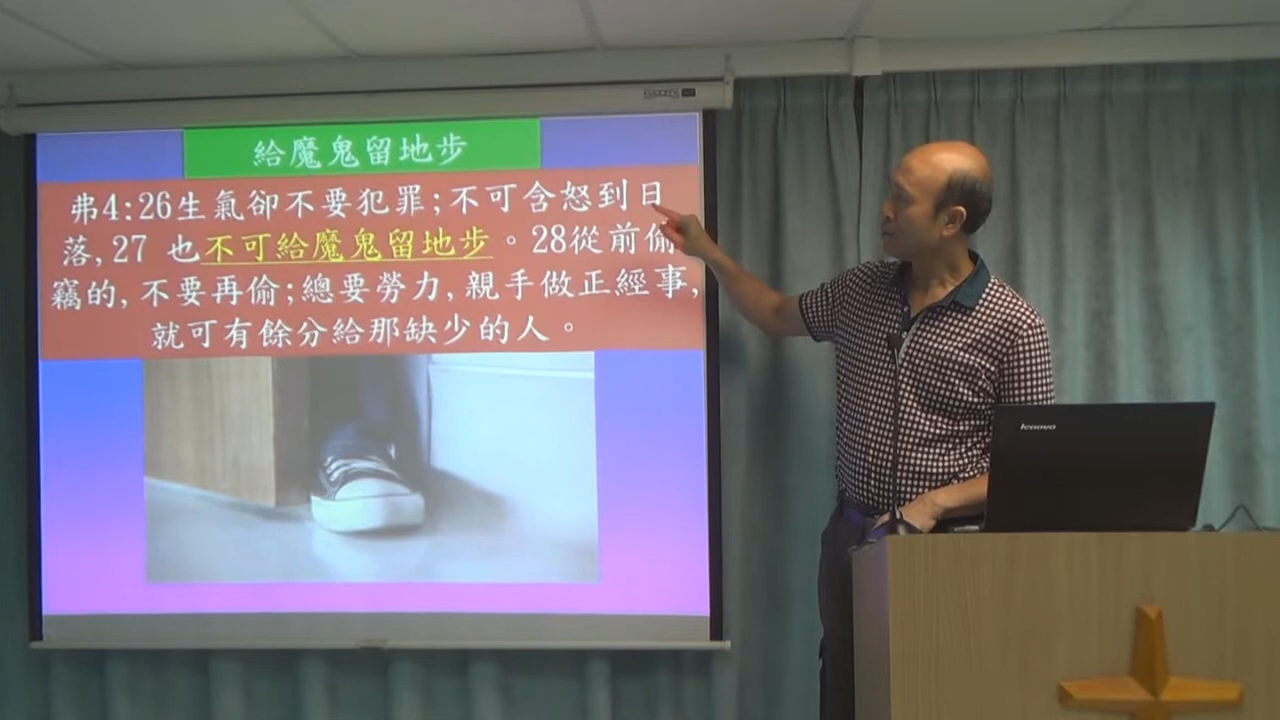 給魔鬼留地步
弗4:26生氣卻不要犯罪;不可含怒到日
落,27 也不可給魔鬼留地步。28從前偷
竊的,不要再偷;總要勞力,親手做正經事,
就可有餘分給那缺少的人。
lenovo